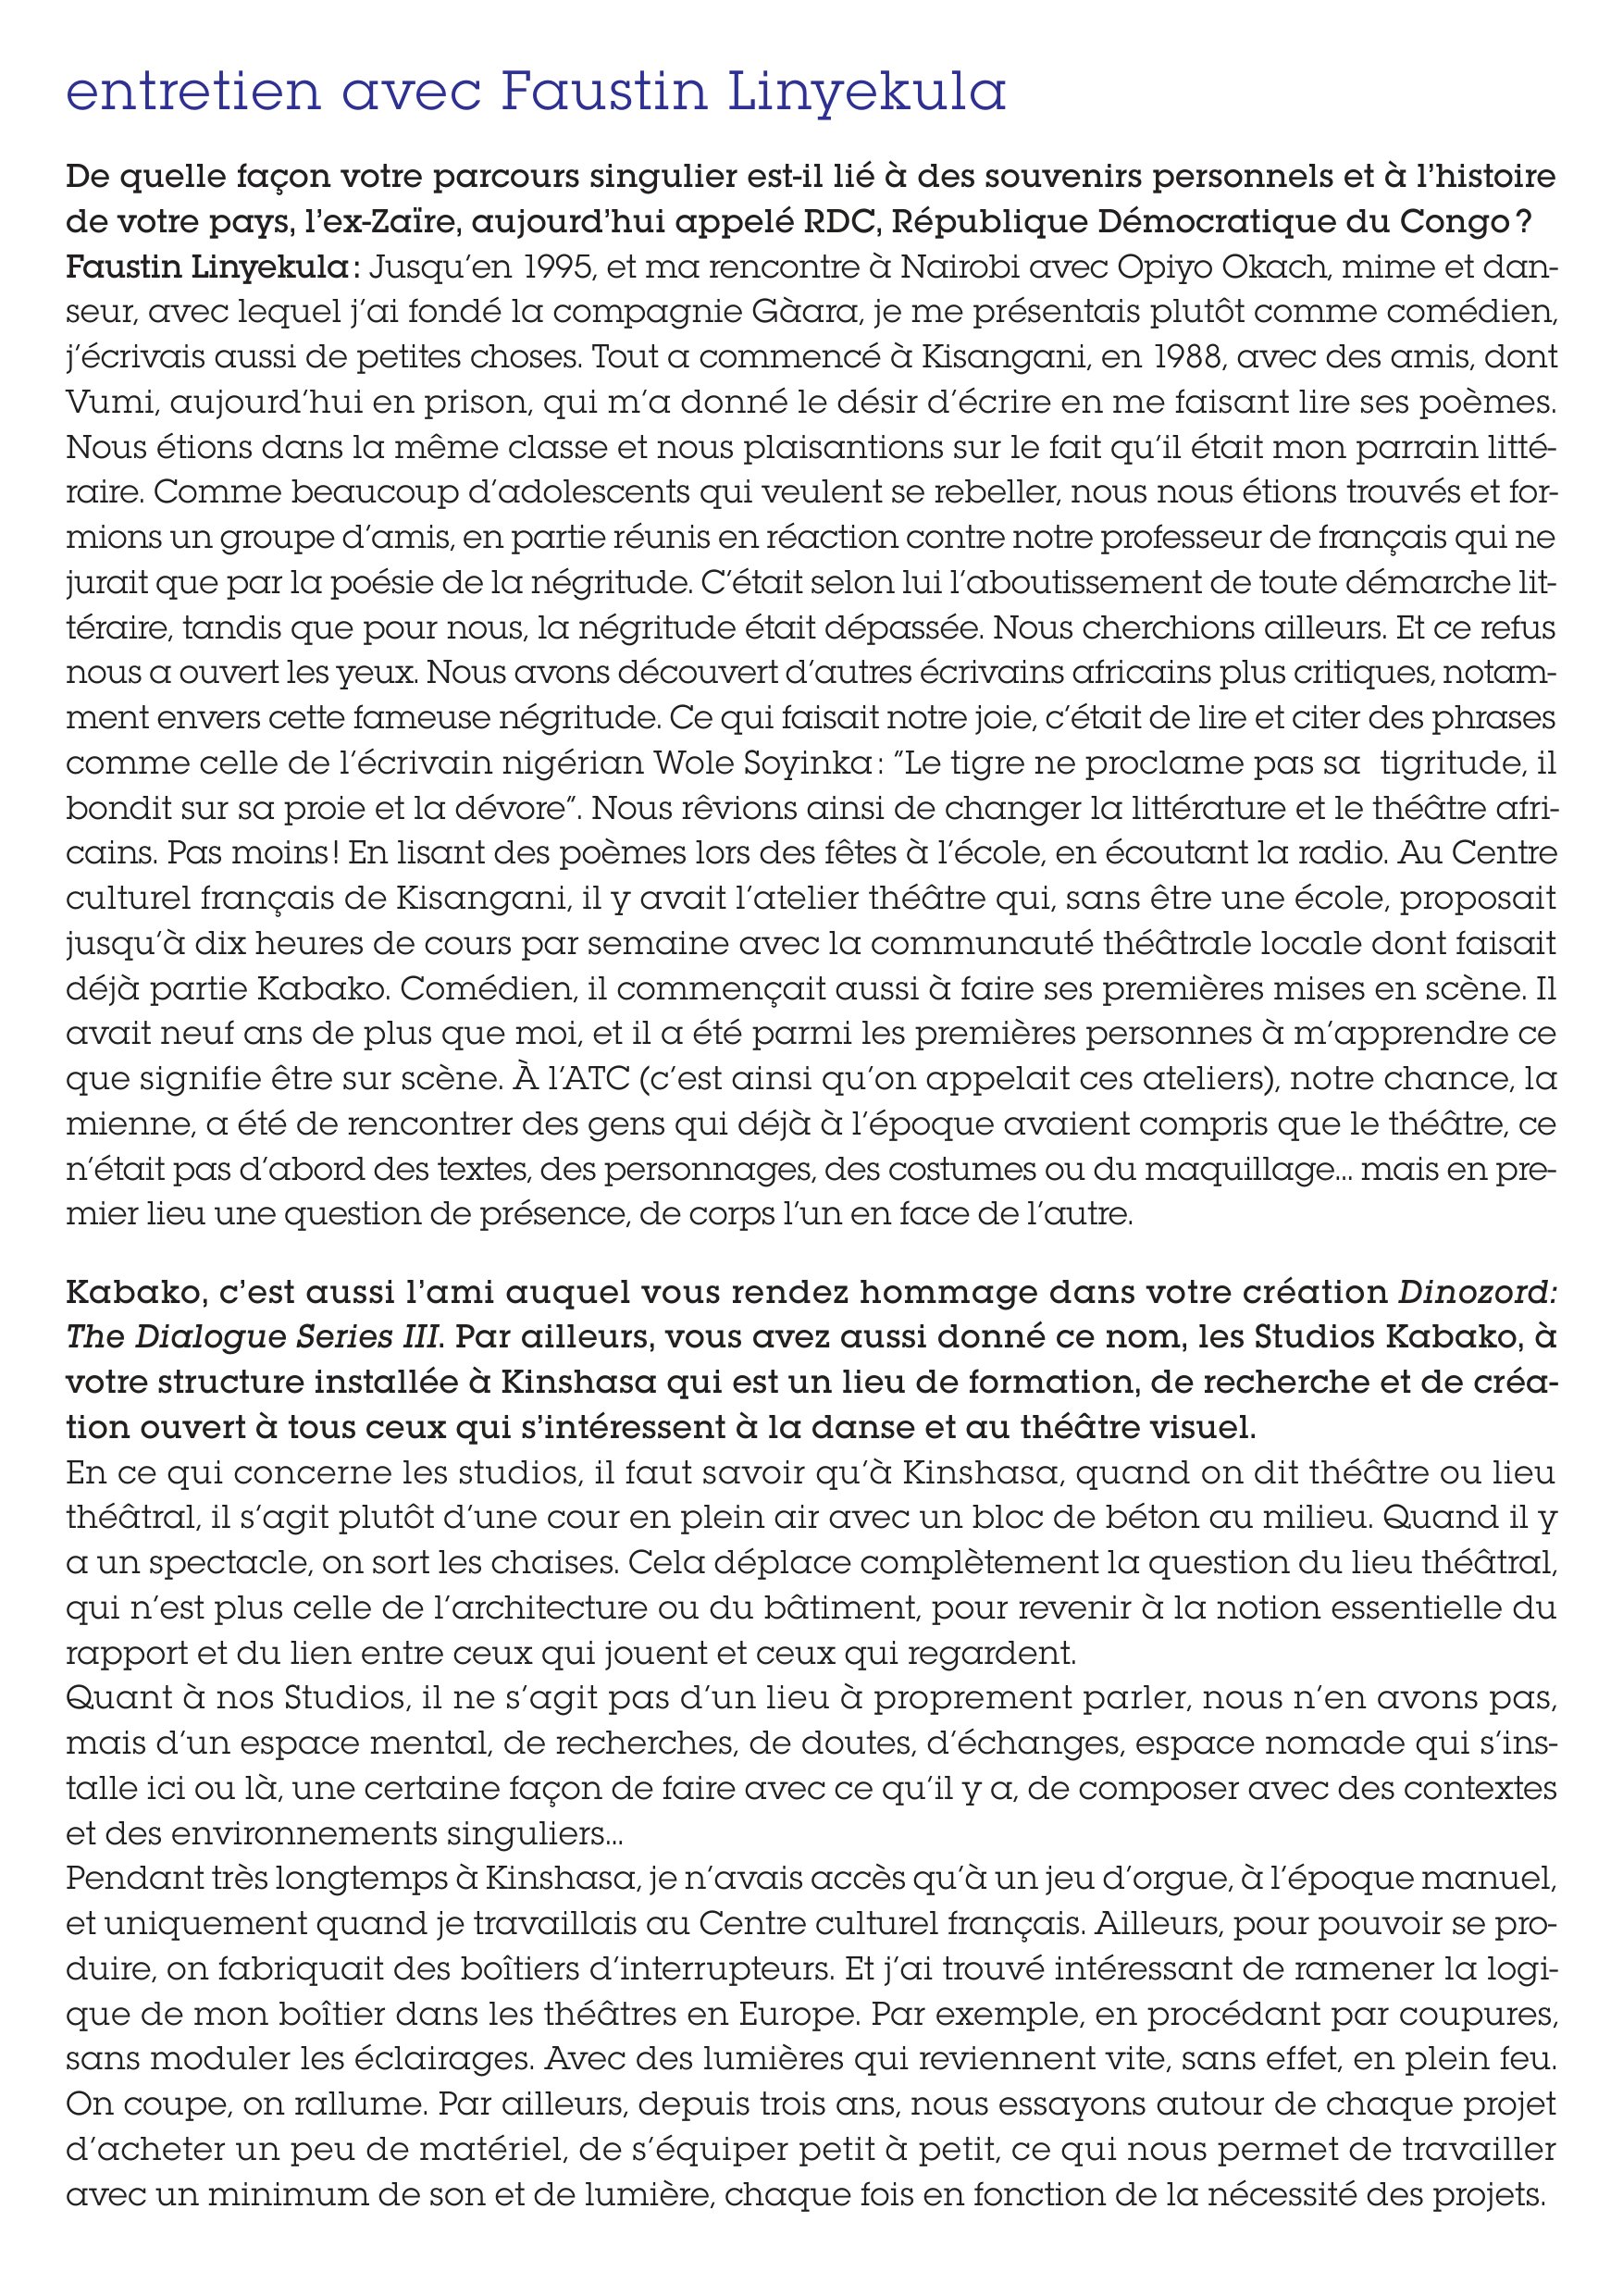 entretien avec Faustin Linyekula
De quelle façon votre parcours singulier est-il lié à des souvenirs personnels et à l’histoire
de votre pays, l’ex-Zaïre, aujourd’hui appelé RDC, République Démocratique du Congo ?
Faustin Linyekula : Jusqu’en 1995, et ma rencontre à Nairobi avec Opiyo Okach, mime et dan-
seur, avec lequel j’ai fondé la compagnie Gàara, je me présentais plutôt comme comédien,
j’écrivais aussi de petites choses. Tout a commencé à Kisangani, en 1988, avec des amis, dont
Vumi, aujourd’hui en prison, qui m’a donné le désir d’écrire en me faisant lire ses poèmes.
Nous étions dans la même classe et nous plaisantions sur le fait qu’il était mon parrain litté-
raire. Comme beaucoup d’adolescents qui veulent se rebeller, nous nous étions trouvés et for-
mions un groupe d’amis, en partie réunis en réaction contre notre professeur de français qui ne
jurait que par la poésie de la négritude. C’était selon lui l’aboutissement de toute démarche lit-
téraire, tandis que pour nous, la négritude était dépassée. Nous cherchions ailleurs. Et ce refus
nous a ouvert les yeux. Nous avons découvert d’autres écrivains africains plus critiques, notam-
ment envers cette fameuse négritude. Ce qui faisait notre joie, c’était de lire et citer des phrases
comme celle de l’écrivain nigérian Wole Soyinka : “Le tigre ne proclame pas sa tigritude, il
bondit sur sa proie et la dévore”. Nous rêvions ainsi de changer la littérature et le théâtre afri-
cains. Pas moins ! En lisant des poèmes lors des fêtes à l’école, en écoutant la radio. Au Centre
culturel français de Kisangani, il y avait l’atelier théâtre qui, sans être une école, proposait
jusqu’à dix heures de cours par semaine avec la communauté théâtrale locale dont faisait
déjà partie Kabako. Comédien, il commençait aussi à faire ses premières mises en scène. Il
avait neuf ans de plus que moi, et il a été parmi les premières personnes à m’apprendre ce
que signifie être sur scène. À l’ATC (c’est ainsi qu’on appelait ces ateliers), notre chance, la
mienne, a été de rencontrer des gens qui déjà à l’époque avaient compris que le théâtre, ce
n’était pas d’abord des textes, des personnages, des costumes ou du maquillage... mais en pre-
mier lieu une question de présence, de corps l’un en face de l’autre.
Kabako, c’est aussi l’ami auquel vous rendez hommage dans votre création Dinozord:
The Dialogue Series III. Par ailleurs, vous avez aussi donné ce nom, les Studios Kabako, à
votre structure installée à Kinshasa qui est un lieu de formation, de recherche et de créa-
tion ouvert à tous ceux qui s’intéressent à la danse et au théâtre visuel.
En ce qui concerne les studios, il faut savoir qu’à Kinshasa, quand on dit théâtre ou lieu
théâtral, il s’agit plutôt d’une cour en plein air avec un bloc de béton au milieu. Quand il y
a un spectacle, on sort les chaises. Cela déplace complètement la question du lieu théâtral,
qui n’est plus celle de l’architecture ou du bâtiment, pour revenir à la notion essentielle du
rapport et du lien entre ceux qui jouent et ceux qui regardent.
Quant à nos Studios, il ne s’agit pas d’un lieu à proprement parler, nous n’en avons pas,
mais d’un espace mental, de recherches, de doutes, d’échanges, espace nomade qui s’ins-
talle ici ou là, une certaine façon de faire avec ce qu’il y a, de composer avec des contextes
et des environnements singuliers...
Pendant très longtemps à Kinshasa, je n’avais accès qu’à un jeu d’orgue, à l’époque manuel,
et uniquement quand je travaillais au Centre culturel français. Ailleurs, pour pouvoir se pro-
duire, on fabriquait des boîtiers d’interrupteurs. Et j’ai trouvé intéressant de ramener la logi-
que de mon boîtier dans les théâtres en Europe. Par exemple, en procédant par coupures,
sans moduler les éclairages. Avec des lumières qui reviennent vite, sans effet, en plein feu.
On coupe, on rallume. Par ailleurs, depuis trois ans, nous essayons autour de chaque projet
d’acheter un peu de matériel, de s’équiper petit à petit, ce qui nous permet de travailler
avec un minimum de son et de lumière, chaque fois en fonction de la nécessité des projets.